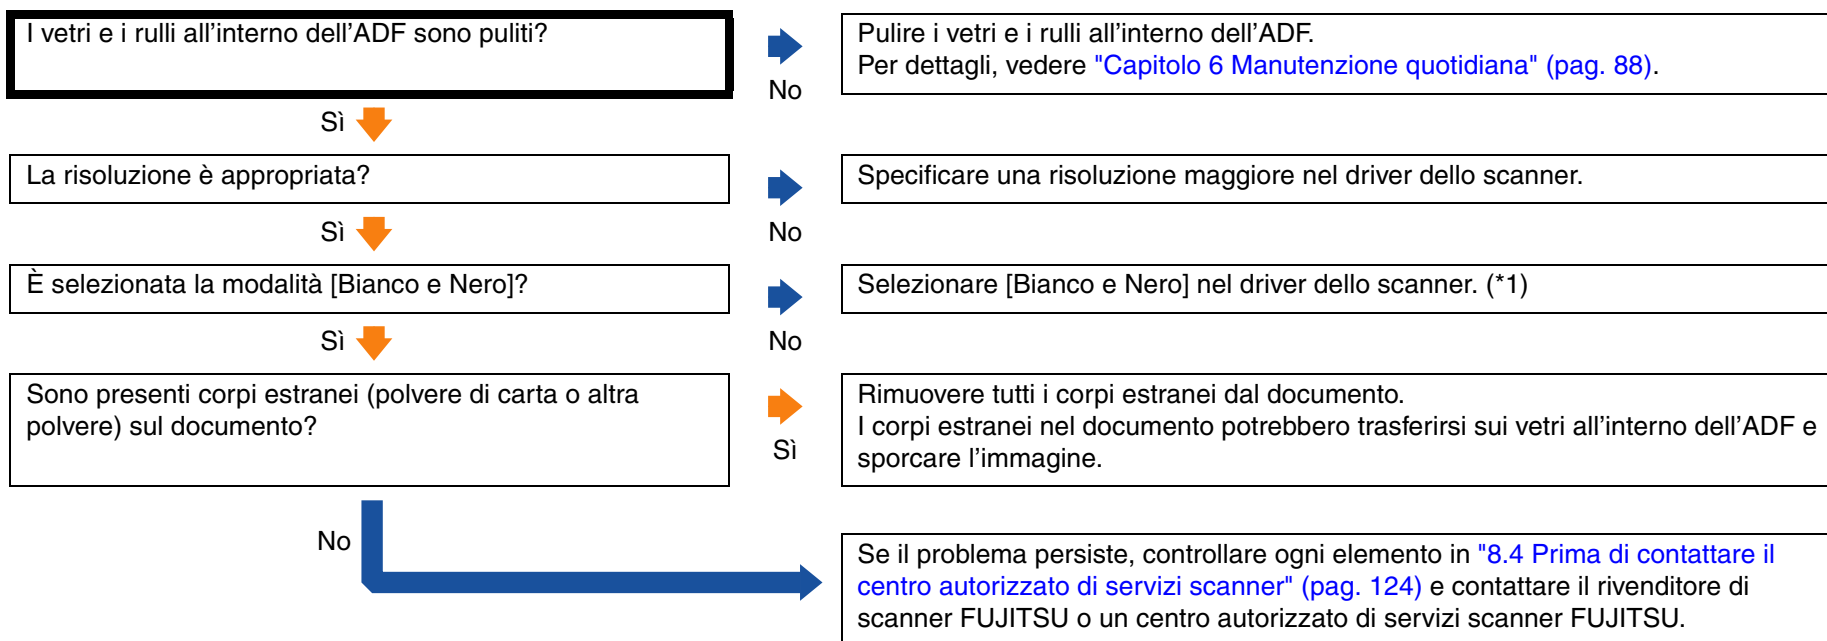 I vetri e i rulli all'interno dell'ADF sono puliti?
No
Pulire i vetri e i rulli all'interno dell'ADF.
Per dettagli, vedere "Capitolo 6 Manutenzione quotidiana" (pag. 88).
Sì
La risoluzione è appropriata?
No
Specificare una risoluzione maggiore nel driver dello scanner.
Sì
È selezionata la modalità [Bianco e Nero]?
No
Selezionare [Bianco e Nero] nel driver dello scanner. (*1)
Sì
Sono presenti corpi estranei (polvere di carta o altra
polvere) sul documento?
Sì
Rimuovere tutti i corpi estranei dal documento.
I corpi estranei nel documento potrebbero trasferirsi sui vetri all'interno dell'ADF e
sporcare l'immagine.
No
Se il problema persiste, controllare ogni elemento in "8.4 Prima di contattare il
centro autorizzato di servizi scanner" (pag. 124) e contattare il rivenditore di
scanner FUJITSU o un centro autorizzato di servizi scanner FUJITSU.